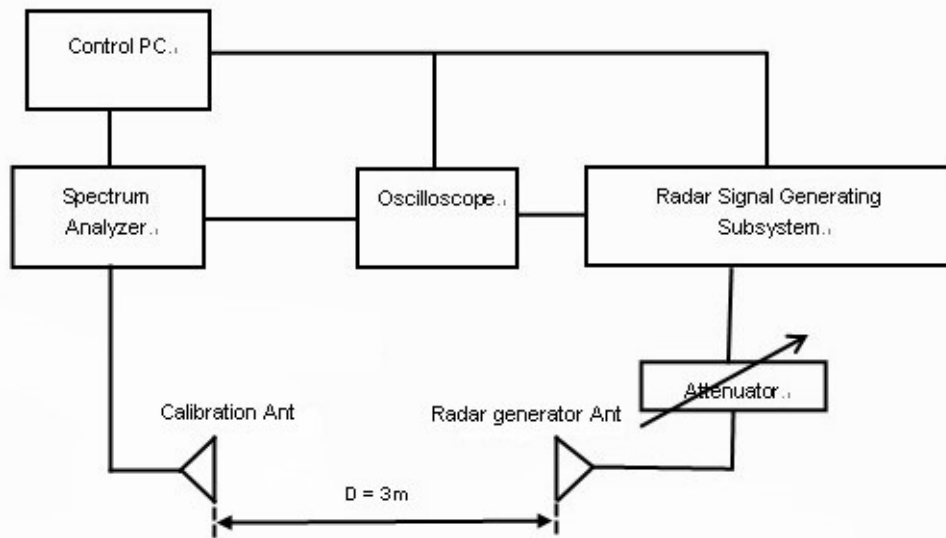 Control PC.
Spectrum
Analyzer.
Oscilloscope.
Radar Signal Generating
Subsystem.
Attenuator.
Calibration Ant
Radar generator Ant
D = 3m